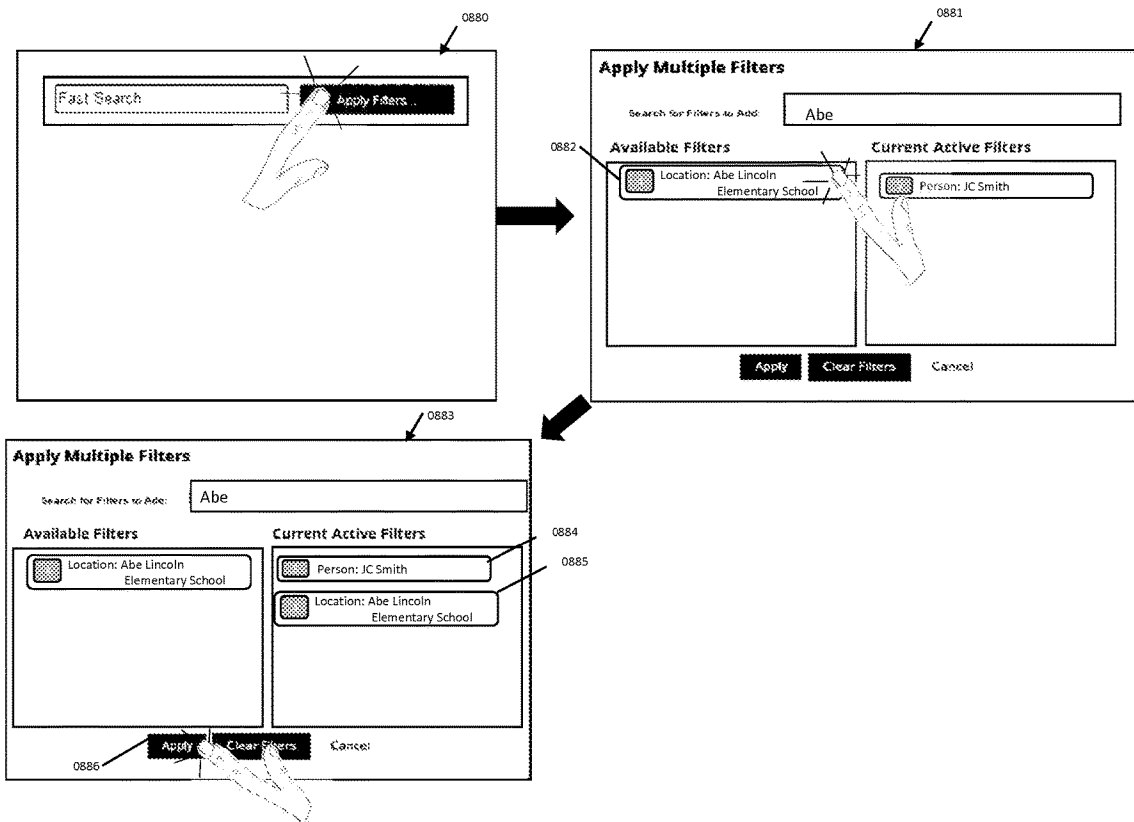 0880
Fast Search
Apply Filters...
0881
Apply Multiple Filters
Search for Filters to Add:
Abe
0882
Available Filters
Current Active Filters
Location: Abe Lincoln
Elementary School
Person: JC Smith
Apply
Clear Filters
Cancel
0883
Apply Multiple Filters
Search for Filters to Add:
Abe
Available Filters
Current Active Filters
0884
Location: Abe Lincoln
Elementary School
Person: JC Smith
0885
Location: Abe Lincoln
Elementary School
Apply
Clear Filters
Cancel
0886